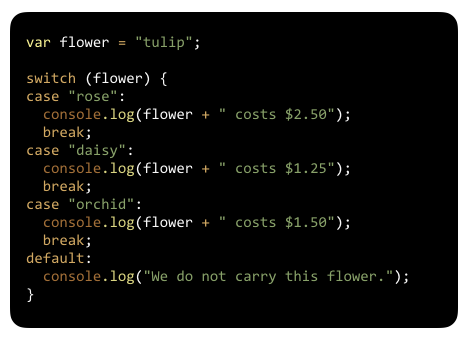 var flower = "tulip";
switch (flower) {
case "rose":
  console.log(flower + " costs $2.50");
  break;
case "daisy":
  console.log(flower + " costs $1.25");
  break;
case "orchid":
  console.log(flower + " costs $1.50");
  break;
default:
  console.log("We do not carry this flower.");
}